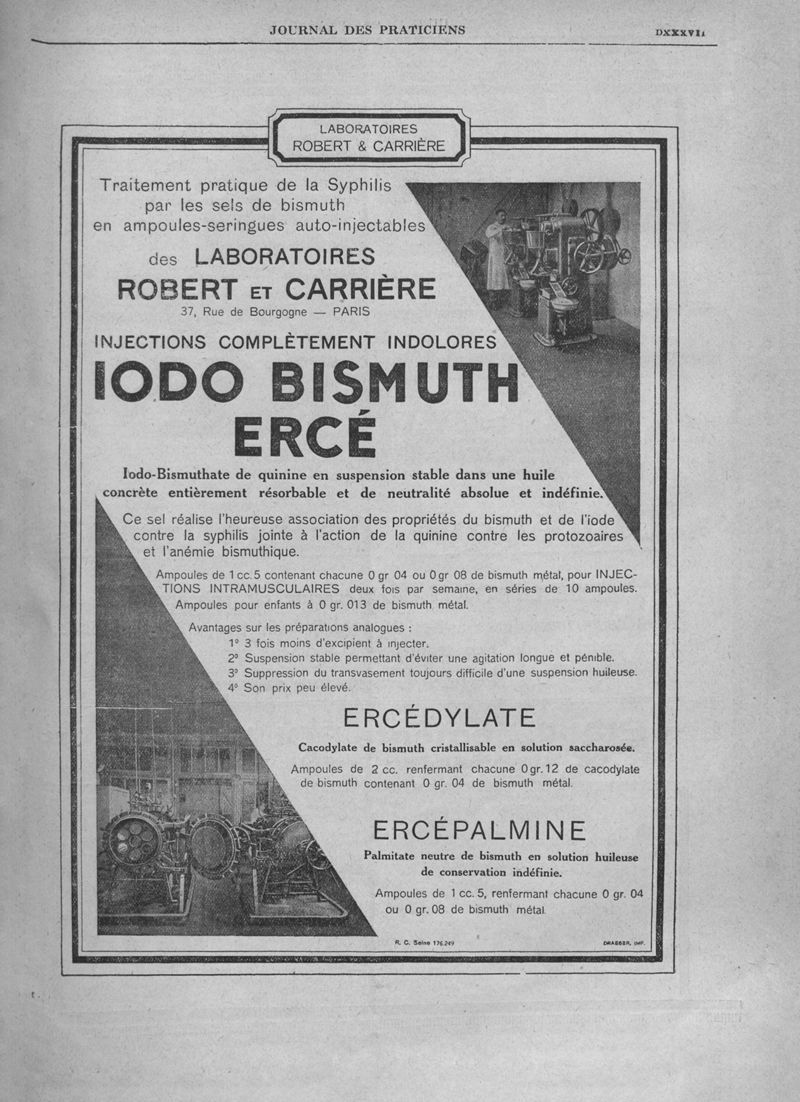 JOURNAL DES PRATICIENS
DXXXVII
LABORATOIRES
ROBERT & CARRIÈRE
Traitement pratique de la Syphilis
par les sels de bismuth
en ampoules-seringues auto-injectables
des LABORATOIRES
ROBERT ET CARRIÈRE
37, Rue de Bourgogne — PARIS
INJECTIONS COMPLÈTEMENT INDOLORES
IODO BISMUTH
ERCÉ
Iodo-Bismuthate de quinine en suspension stable dans une huile
concrète entièrement résorbable et de neutralité absolue et indéfinie.
Ce sel réalise l'heureuse association des propriétés du bismuth et de l'iode
contre la syphilis jointe à l'action de la quinine contre les protozoaires
et l'anémie bismuthique.
Ampoules de 1 cc. 5 contenant chacune 0 gr 04 ou 0 gr 08 de bismuth métal, pour INJEC-
TIONS INTRAMUSCULAIRES deux fois par semaine, en séries de 10 ampoules.
Ampoules pour enfants à 0 gr. 013 de bismuth métal.
Avantages sur les préparations analogues :
1° 3 fois moins d'excipient à injecter.
2° Suspension stable permettant d'éviter une agitation longue et pénible.
3° Suppression du transvasement toujours difficile d'une suspension huileuse.
4° Son prix peu élevé.
ERCÉDYLATE
Cacodylate de bismuth cristallisable en solution saccharosée.
Ampoules de 2 cc. renfermant chacune 0 gr. 12 de cacodylate
de bismuth contenant 0 gr. 04 de bismuth métal.
ERCÉPALMINE
Palmitate neutre de bismuth en solution huileuse
de conservation indéfinie.
Ampoules de 1 cc. 5, renfermant chacune 0 gr. 04
ou 0 gr. 08 de bismuth métal
R. C. Seine 176.249
DRAEGER, IMP.